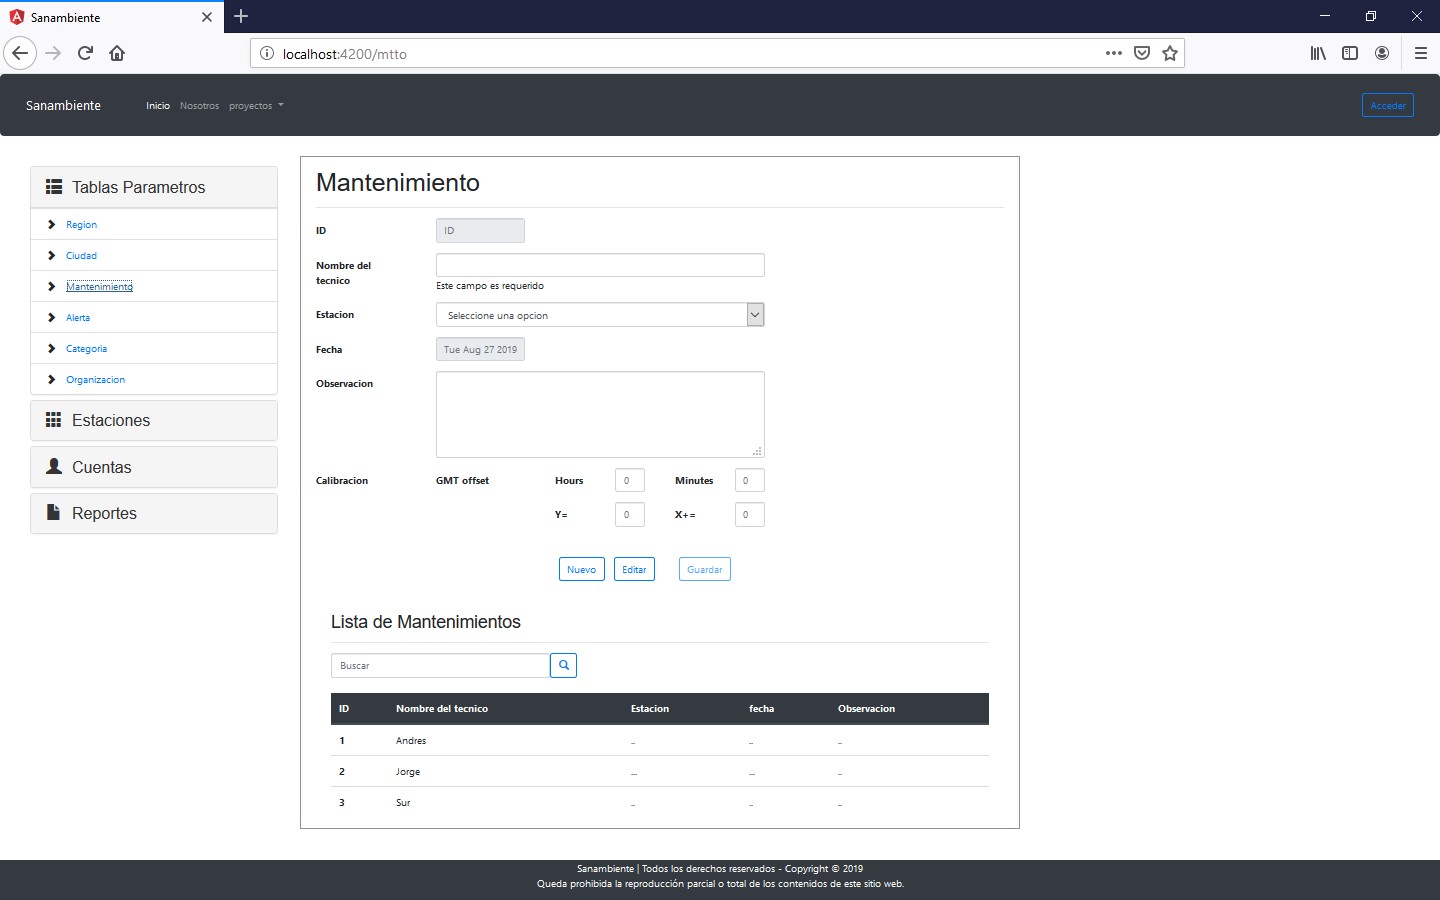 Sanambiente
localhost:4200/mtto
Sanambiente Inicio Nosotros proyectos Acceder
Tablas Parametros
Region
Ciudad
Mantenimiento
Alerta
Categoria
Organizacion
Estaciones
Cuentas
Reportes
Mantenimiento
ID ID
Nombre del
tecnico
Este campo es requerido
Estacion Seleccione una opcion
Fecha Tue Aug 27 2019
Observacion
Calibracion GMT offset Hours 0 Minutes 0
Y= 0 X+= 0
Nuevo Editar Guardar
Lista de Mantenimientos
Buscar
ID Nombre del tecnico Estacion fecha Observacion
1 Andres .. .. ..
2 Jorge ... ... ..
3 Sur .. .. ..
Sanambiente | Todos los derechos reservados - Copyright © 2019
Queda prohibida la reproducción parcial o total de los contenidos de este sitio web.